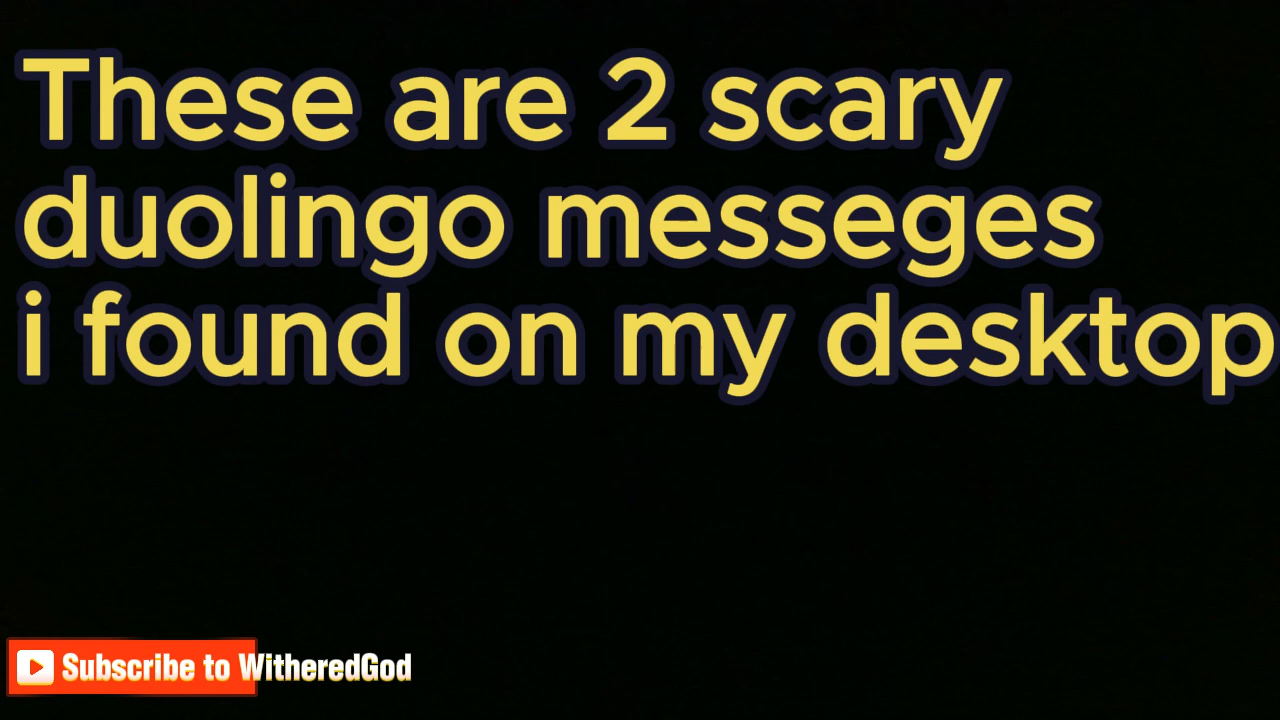 These are 2 scary
duolingo messeges
i found on my desktop
Subscribe to WitheredGod